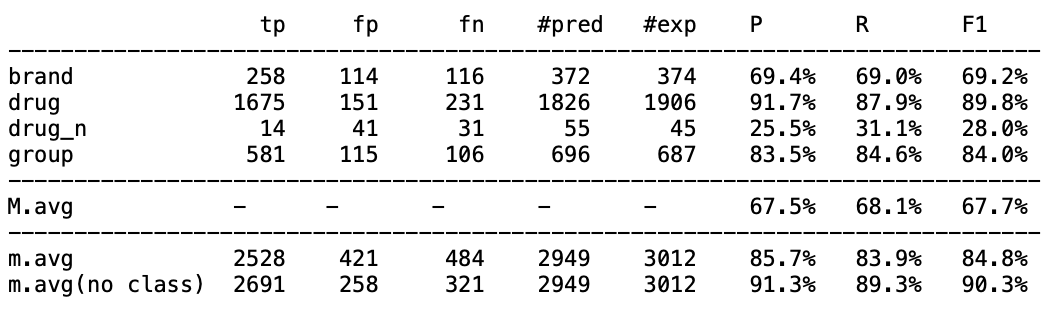 tp    fp     fn    #pred   #exp    P       R       F1
------------------------------------------------------------------------------
brand             258   114    116     372     374   69.4%   69.0%   69.2%
drug             1675   151    231    1826    1906   91.7%   87.9%   89.8%
drug_n             14    41     31      55      45   25.5%   31.1%   28.0%
group             581   115    106     696     687   83.5%   84.6%   84.0%
------------------------------------------------------------------------------
M.avg            -      -      -       -       -     67.5%   68.1%   67.7%
------------------------------------------------------------------------------
m.avg            2528   421    484    2949    3012   85.7%   83.9%   84.8%
m.avg(no class)  2691   258    321    2949    3012   91.3%   89.3%   90.3%